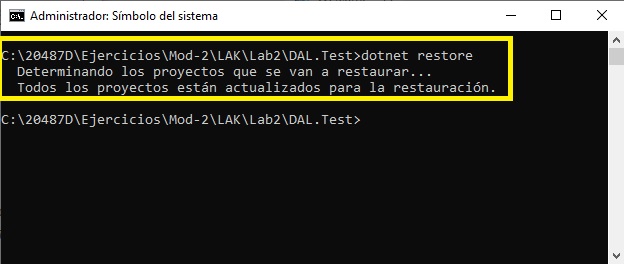 Administrador: Símbolo del sistema
C:\20487D\Ejercicios\Mod-2\LAK\Lab2\DAL.Test>dotnet restore
Determinando los proyectos que se van a restaurar...
Todos los proyectos están actualizados para la restauración.
C:\20487D\Ejercicios\Mod-2\LAK\Lab2\DAL.Test>